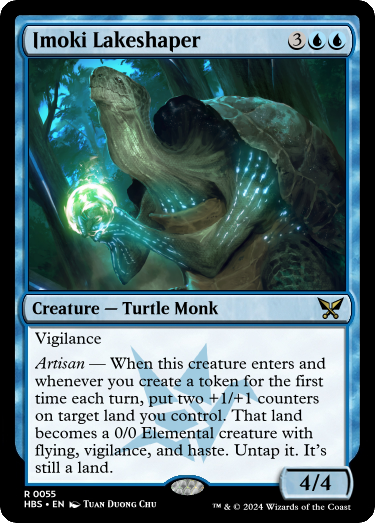 Imoki Lakeshaper 3
Creature — Turtle Monk
Vigilance
Artisan — When this creature enters and
whenever you create a token for the first
time each turn, put two +1/+1 counters
on target land you control. That land
becomes a 0/0 Elemental creature with
flying, vigilance, and haste. Untap it. It's
still a land.
4/4
R 0055
HBS • EN Tuan Duong Chu
™ & © 2024 Wizards of the Coast